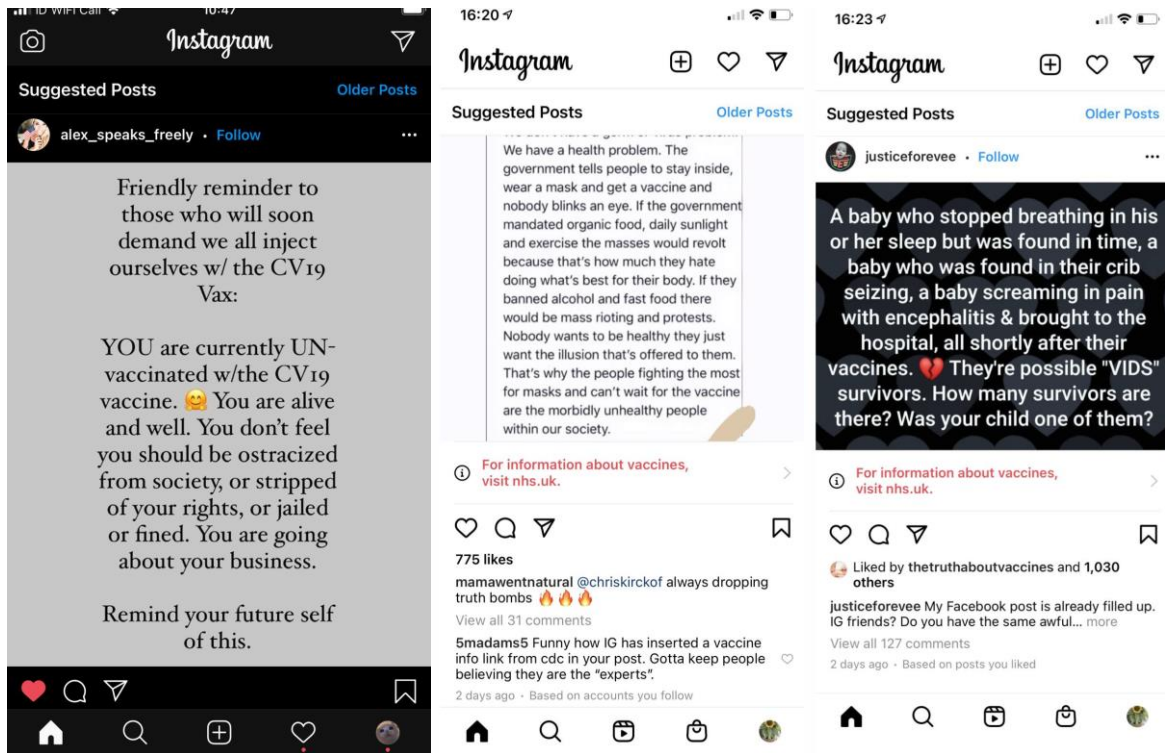 ID WiFi Call
10:47
Instagram
Suggested Posts
Older Posts
alex_speaks_freely • Follow
Friendly reminder to
those who will soon
demand we all inject
ourselves w/ the CV19
Vax:
YOU are currently UN-
vaccinated w/the CV19
vaccine. 🤗 You are alive
and well. You don't feel
you should be ostracized
from society, or stripped
of your rights, or jailed
or fined. You are going
about your business.
Remind your future self
of this.
16:20
Instagram
Suggested Posts
Older Posts
We have a health problem. The
government tells people to stay inside,
wear a mask and get a vaccine and
nobody blinks an eye. If the government
mandated organic food, daily sunlight
and exercise the masses would revolt
because that's how much they hate
doing what's best for their body. If they
banned alcohol and fast food there
would be mass rioting and protests.
Nobody wants to be healthy they just
want the illusion that's offered to them.
That's why the people fighting the most
for masks and can't wait for the vaccine
are the morbidly unhealthy people
within our society.
For information about vaccines,
visit nhs.uk.
775 likes
mamawentnatural @chriskirckof always dropping
truth bombs 🔥🔥🔥
View all 31 comments
5madams5 Funny how IG has inserted a vaccine
info link from cdc in your post. Gotta keep people
believing they are the "experts".
2 days ago • Based on accounts you follow
16:23
Instagram
Suggested Posts
Older Posts
justiceforevee • Follow
A baby who stopped breathing in his
or her sleep but was found in time, a
baby who was found in their crib
seizing, a baby screaming in pain
with encephalitis & brought to the
hospital, all shortly after their
vaccines. 💔 They're possible "VIDS"
survivors. How many survivors are
there? Was your child one of them?
For information about vaccines,
visit nhs.uk.
Liked by thetruthaboutvaccines and 1,030
others
justiceforevee My Facebook post is already filled up.
IG friends? Do you have the same awful... more
View all 127 comments
2 days ago • Based on posts you liked